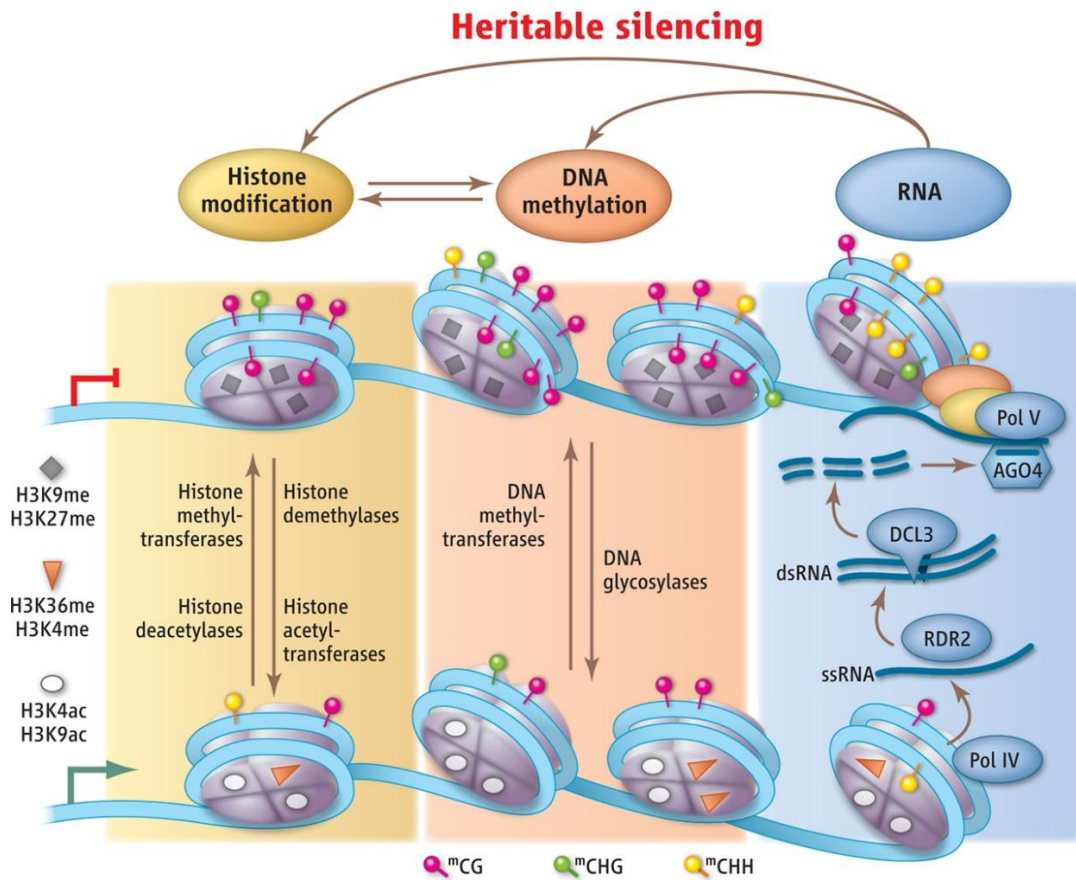 Heritable silencing
Histone
modification
DNA
methylation
RNA
Pol V
AGO4
H3K9me
H3K27me
Histone
methyl-
transferases
Histone
demethylases
DNA
methyl-
transferases
DNA
glycosylases
DCL3
dsRNA
H3K36me
H3K4me
Histone
deacetylases
Histone
acetyl-
transferases
RDR2
ssRNA
H3K4ac
H3K9ac
Pol IV
mCG
mCHG
mCHH